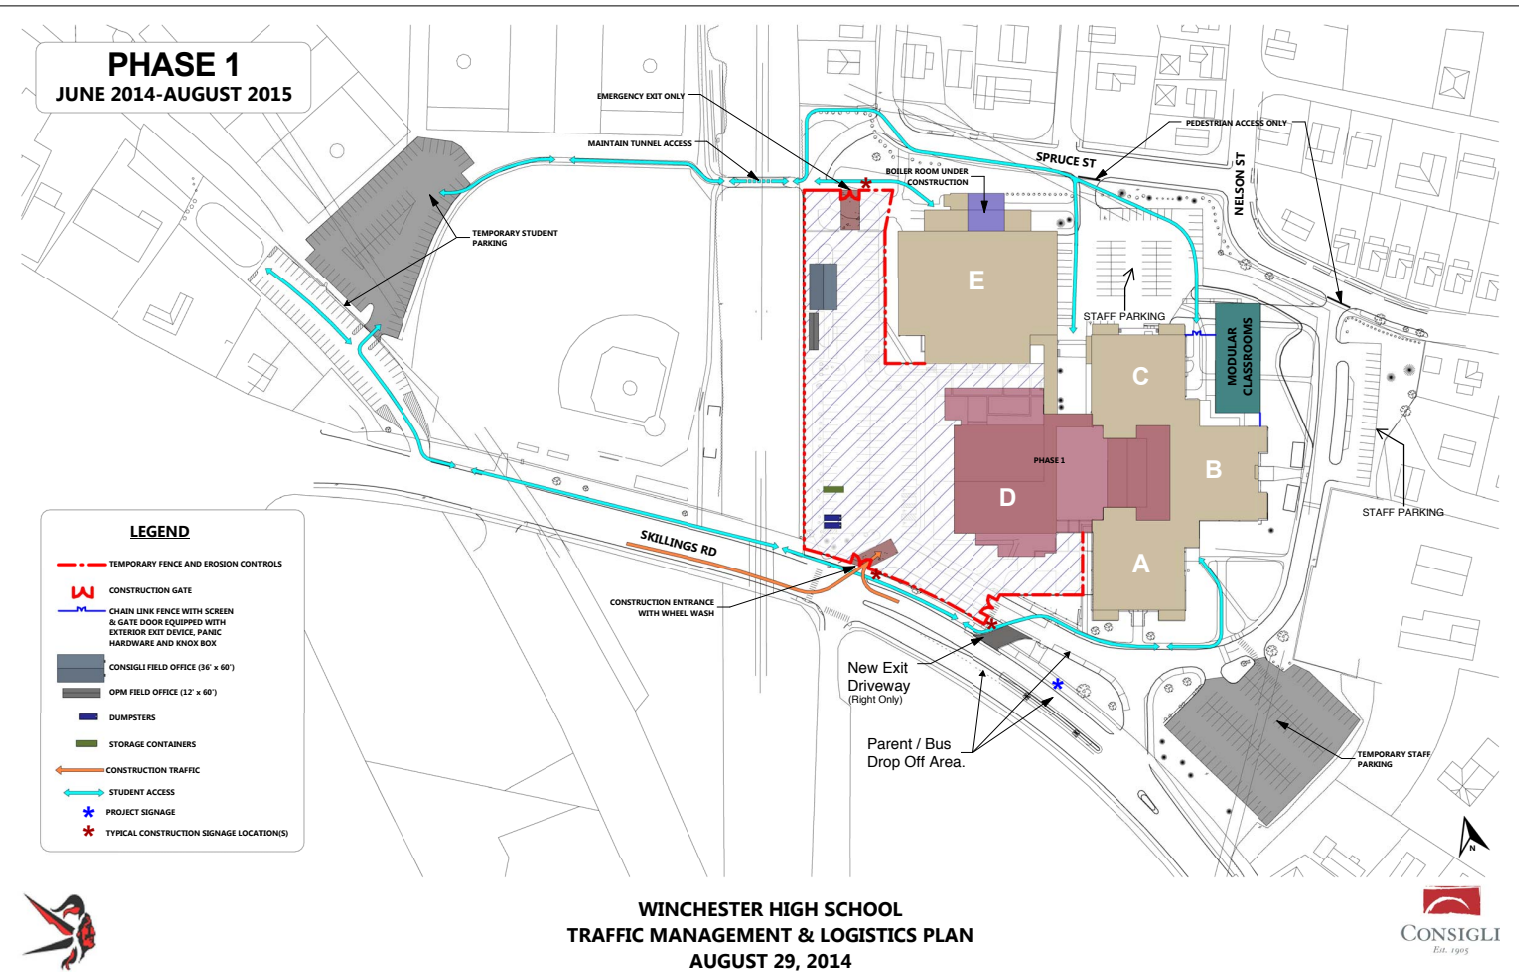 PHASE 1
JUNE 2014-AUGUST 2015
EMERGENCY EXIT ONLY
MAINTAIN TUNNEL ACCESS
BOILER ROOM UNDER
CONSTRUCTION
SPRUCE ST
PEDESTRIAN ACCESS ONLY
NELSON ST
TEMPORARY STUDENT
PARKING
E
STAFF PARKING
MODULAR
CLASSROOMS
C
PHASE 1
B
D
A
STAFF PARKING
SKILLINGS RD
CONSTRUCTION ENTRANCE
WITH WHEEL WASH
New Exit
Driveway
(Right Only)
Parent / Bus
Drop Off Area.
TEMPORARY STAFF
PARKING
N
LEGEND
TEMPORARY FENCE AND EROSION CONTROLS
CONSTRUCTION GATE
CHAIN LINK FENCE WITH SCREEN
& GATE DOOR EQUIPPED WITH
EXTERIOR EXIT DEVICE, PANIC
HARDWARE AND KNOX BOX
CONSIGLI FIELD OFFICE (36' x 60')
OPM FIELD OFFICE (12' x 60')
DUMPSTERS
STORAGE CONTAINERS
CONSTRUCTION TRAFFIC
STUDENT ACCESS
PROJECT SIGNAGE
TYPICAL CONSTRUCTION SIGNAGE LOCATION(S)
WINCHESTER HIGH SCHOOL
TRAFFIC MANAGEMENT & LOGISTICS PLAN
AUGUST 29, 2014
CONSIGLI
Est. 1905